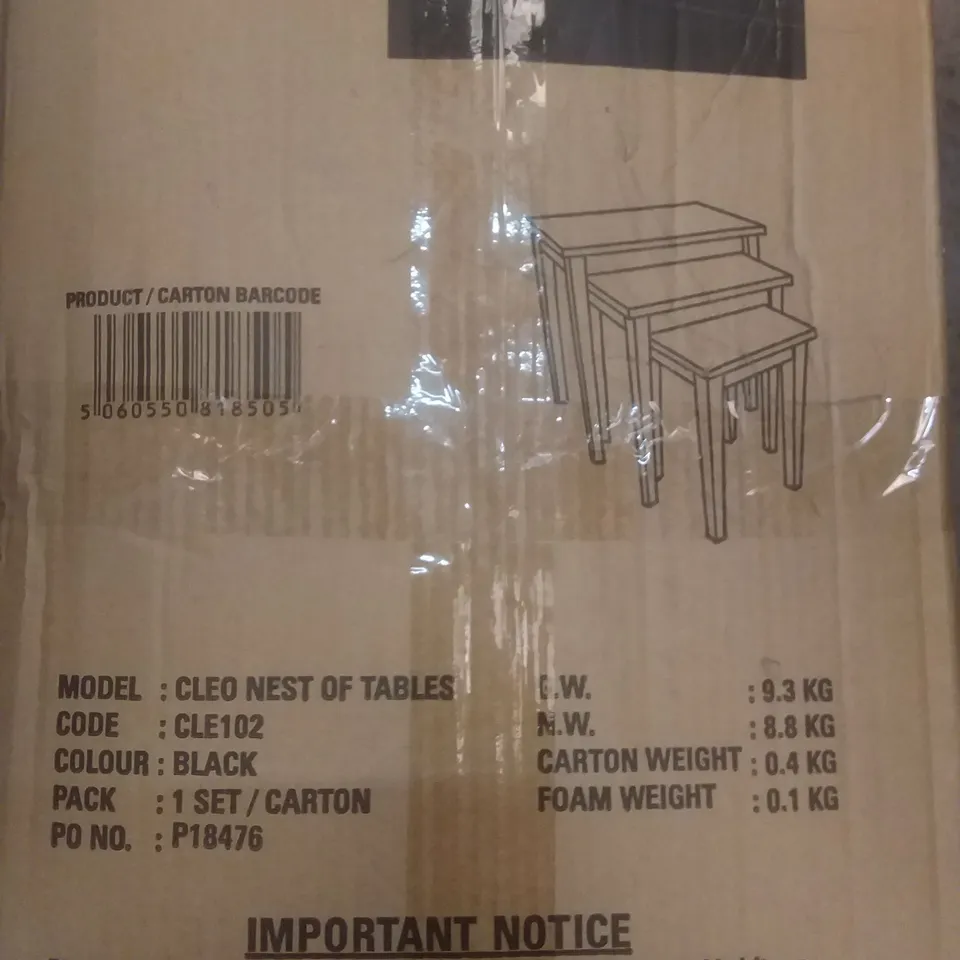 PRODUCT / CARTON BARCODE
5 060550 818505
MODEL : CLEO NEST OF TABLES
CODE : CLE102
COLOUR : BLACK
PACK : 1 SET / CARTON
PO NO. : P18476
G.W. : 9.3 KG
N.W. : 8.8 KG
CARTON WEIGHT : 0.4 KG
FOAM WEIGHT : 0.1 KG
IMPORTANT NOTICE